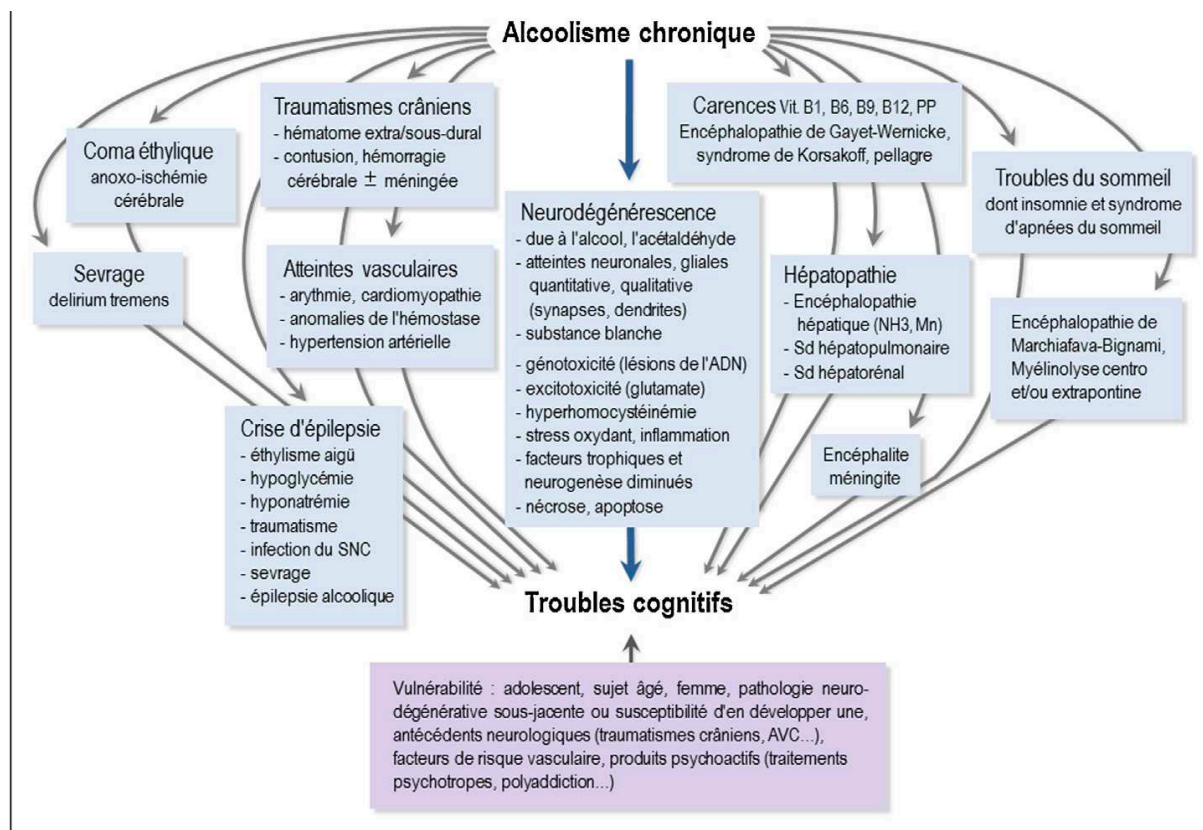 Alcoolisme chronique
Coma éthylique
anoxo-ischémie
cérébrale
Sevrage
delirium tremens
Traumatismes crâniens
- hématome extra/sous-dural
- contusion, hémorragie
cérébrale ± méningée
Atteintes vasculaires
- arythmie, cardiomyopathie
- anomalies de l'hémostase
- hypertension artérielle
Crise d'épilepsie
- éthylisme aigü
- hypoglycémie
- hyponatrémie
- traumatisme
- infection du SNC
- sevrage
- épilepsie alcoolique
Neurodégénérescence
- due à l'alcool, l'acétaldéhyde
- atteintes neuronales, gliales
quantitative, qualitative
(synapses, dendrites)
- substance blanche
- génotoxicité (lésions de l'ADN)
- excitotoxicité (glutamate)
- hyperhomocystéinémie
- stress oxydant, inflammation
- facteurs trophiques et
neurogenèse diminués
- nécrose, apoptose
Carences Vit. B1, B6, B9, B12, PP
Encéphalopathie de Gayet-Wernicke,
syndrome de Korsakoff, pellagre
Hépatopathie
- Encéphalopathie
hépatique (NH3, Mn)
- Sd hépatopulmonaire
- Sd hépatorénal
Encéphalite
méningite
Troubles du sommeil
dont insomnie et syndrome
d'apnées du sommeil
Encéphalopathie de
Marchiafava-Bignami,
Myélinolyse centro
et/ou extrapontine
Troubles cognitifs
Vulnérabilité : adolescent, sujet âgé, femme, pathologie neuro-
dégénérative sous-jacente ou susceptibilité d'en développer une,
antécédents neurologiques (traumatismes crâniens, AVC...),
facteurs de risque vasculaire, produits psychoactifs (traitements
psychotropes, polyaddiction...)